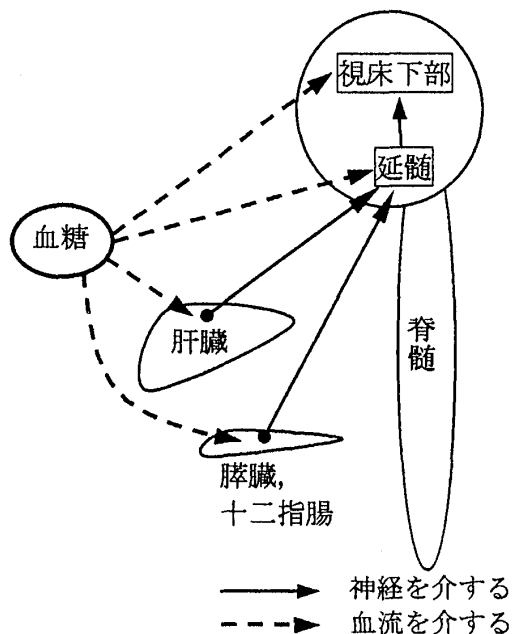 視床下部
延髄
血糖
肝臓
脊髄
膵臓,
十二指腸
神経を介する
血流を介する